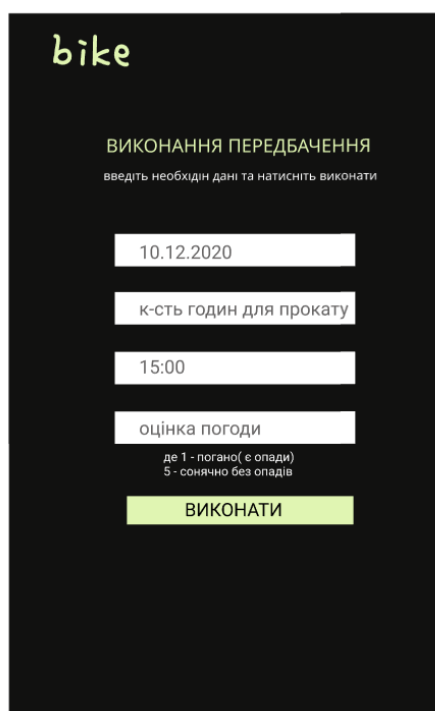 bike
ВИКОНАННЯ ПЕРЕДБАЧЕННЯ
введіть необхідін дані та натисніть виконати
10.12.2020
к-сть годин для прокату
15:00
оцінка погоди
де 1 - погано( є опади)
5 - сонячно без опадів
ВИКОНАТИ